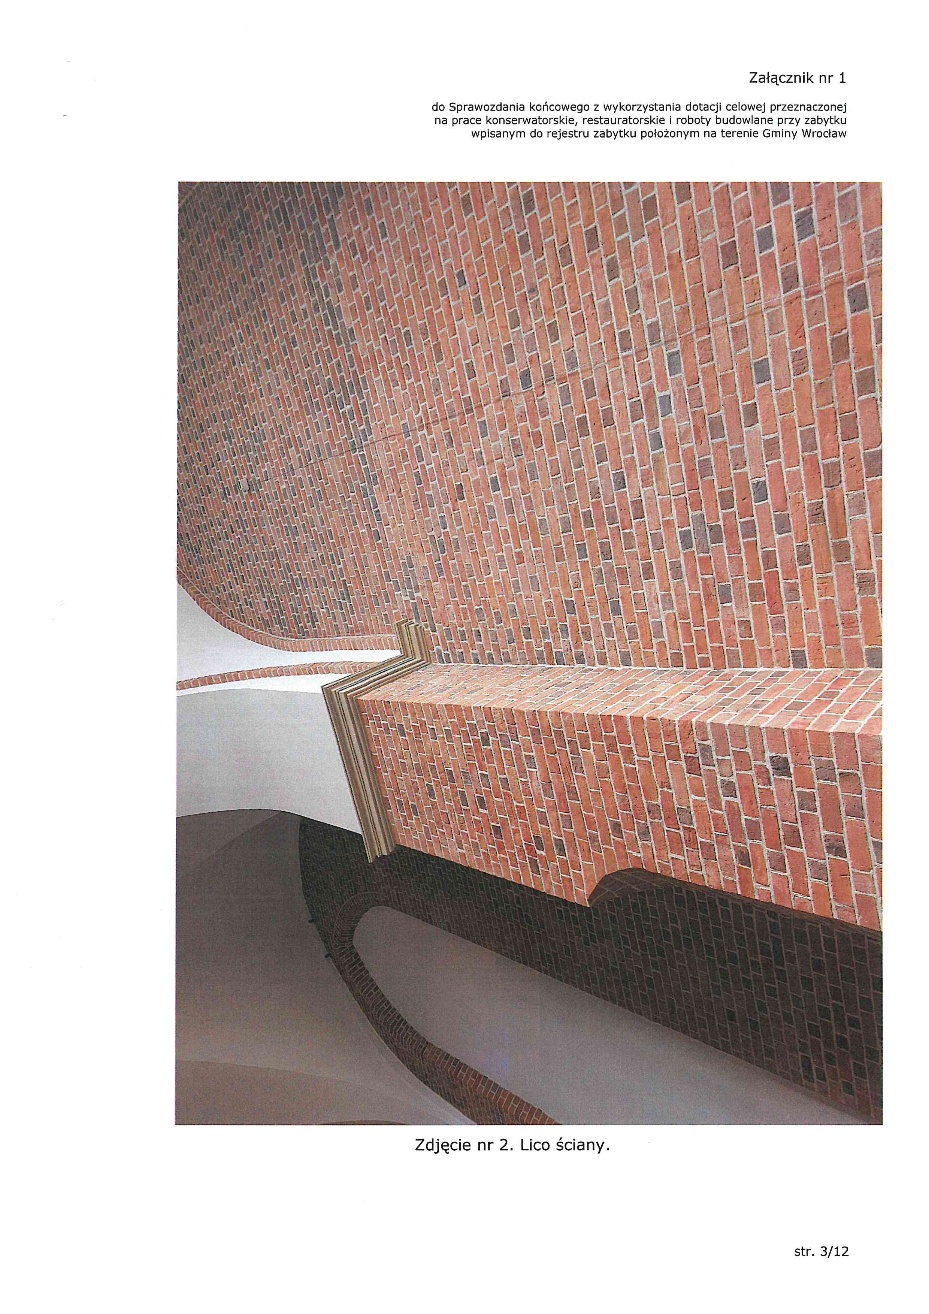 Załącznik nr 1
do Sprawozdania końcowego z wykorzystania dotacji celowej przeznaczonej
na prace konserwatorskie, restauratorskie i roboty budowlane przy zabytku
wpisanym do rejestru zabytku położonym na terenie Gminy Wrocław
Zdjęcie nr 2. Lico ściany.
str. 3/12